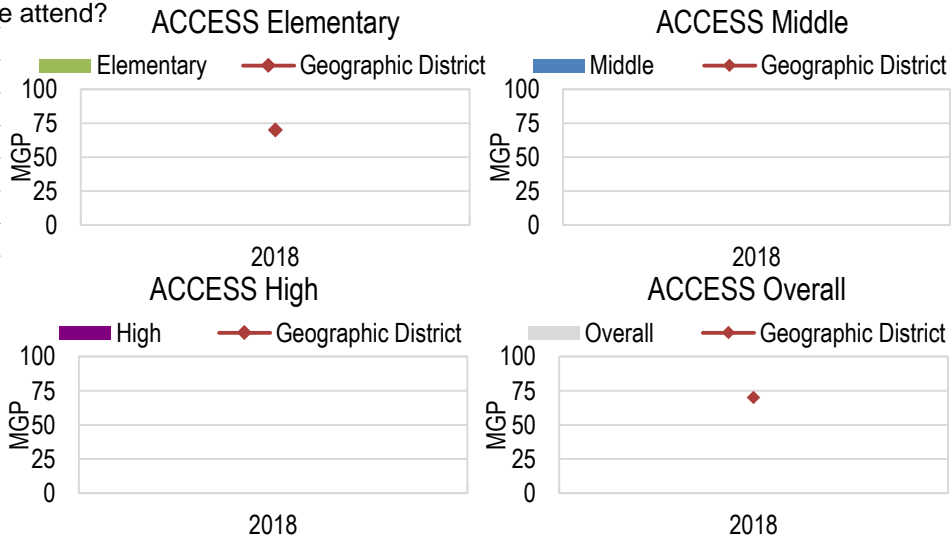 e attend?
ACCESS Elementary
Elementary Geographic District
100
75
50
25
0
MGP
2018
ACCESS Middle
Middle Geographic District
100
75
50
25
0
MGP
2018
ACCESS High
High Geographic District
100
75
50
25
0
MGP
2018
ACCESS Overall
Overall Geographic District
100
75
50
25
0
MGP
2018